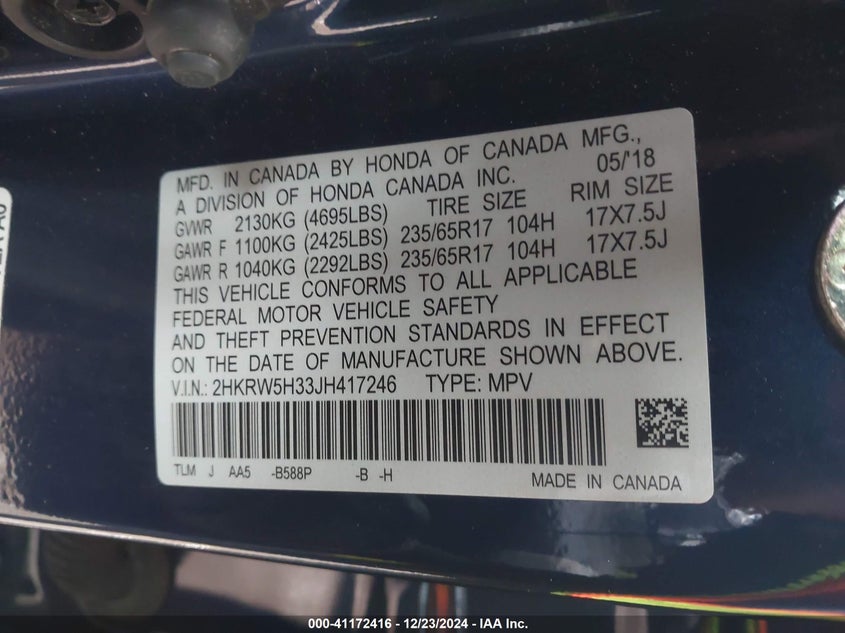 MFD. IN CANADA BY HONDA OF CANADA MFG.,
A DIVISION OF HONDA CANADA INC. 05/'18
GVWR 2130KG (4695LBS) TIRE SIZE RIM SIZE
GAWR F 1100KG (2425LBS) 235/65R17 104H 17X7.5J
GAWR R 1040KG (2292LBS) 235/65R17 104H 17X7.5J
THIS VEHICLE CONFORMS TO ALL APPLICABLE
FEDERAL MOTOR VEHICLE SAFETY
AND THEFT PREVENTION STANDARDS IN EFFECT
ON THE DATE OF MANUFACTURE SHOWN ABOVE.
V.I.N.: 2HKRW5H33JH417246 TYPE: MPV
TLM J AA5 -B588P -B -H
MADE IN CANADA
000-41172416 - 12/23/2024 - IAA Inc.